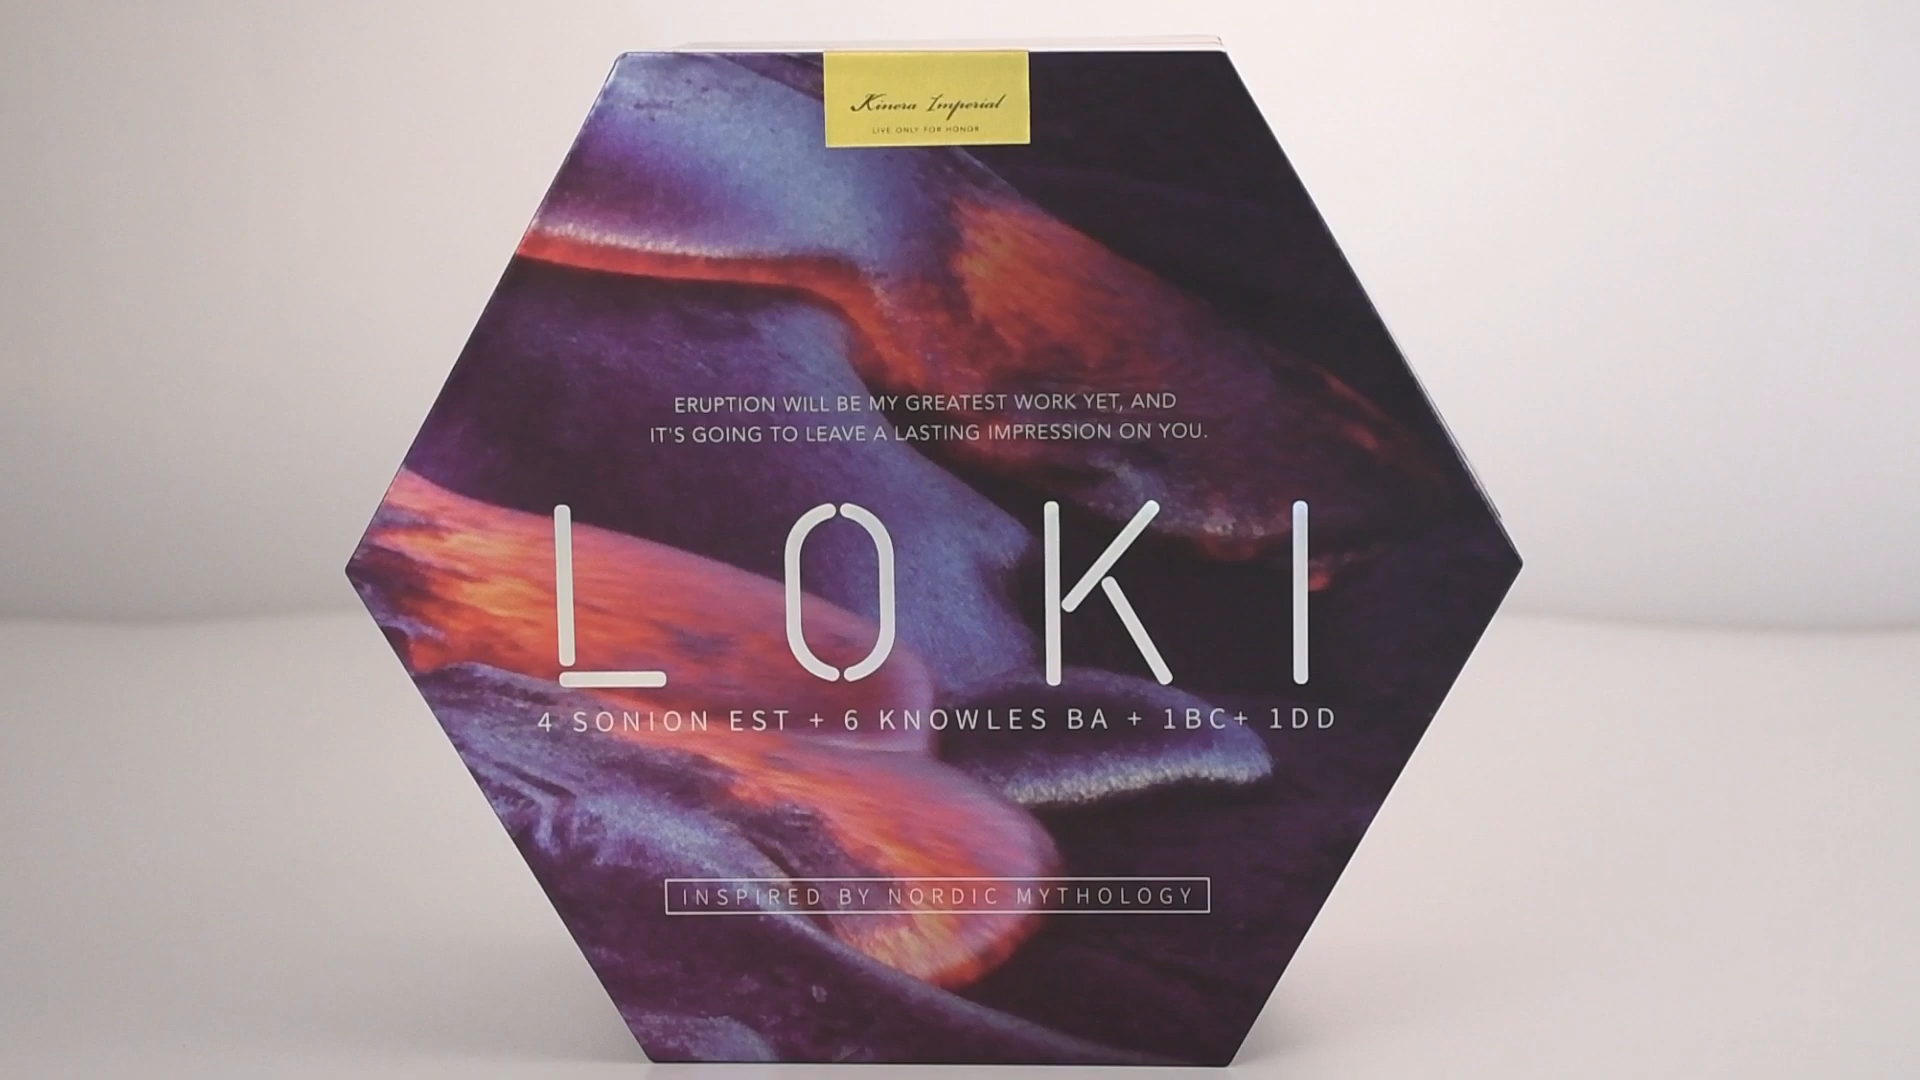 Kinera Imperial
LIVE ONLY FOR HONOR
ERUPTION WILL BE MY GREATEST WORK YET, AND
IT'S GOING TO LEAVE A LASTING IMPRESSION ON YOU.
LOKI
4 SONION EST + 6 KNOWLES BA + 1BC+ 1DD
INSPIRED BY NORDIC MYTHOLOGY